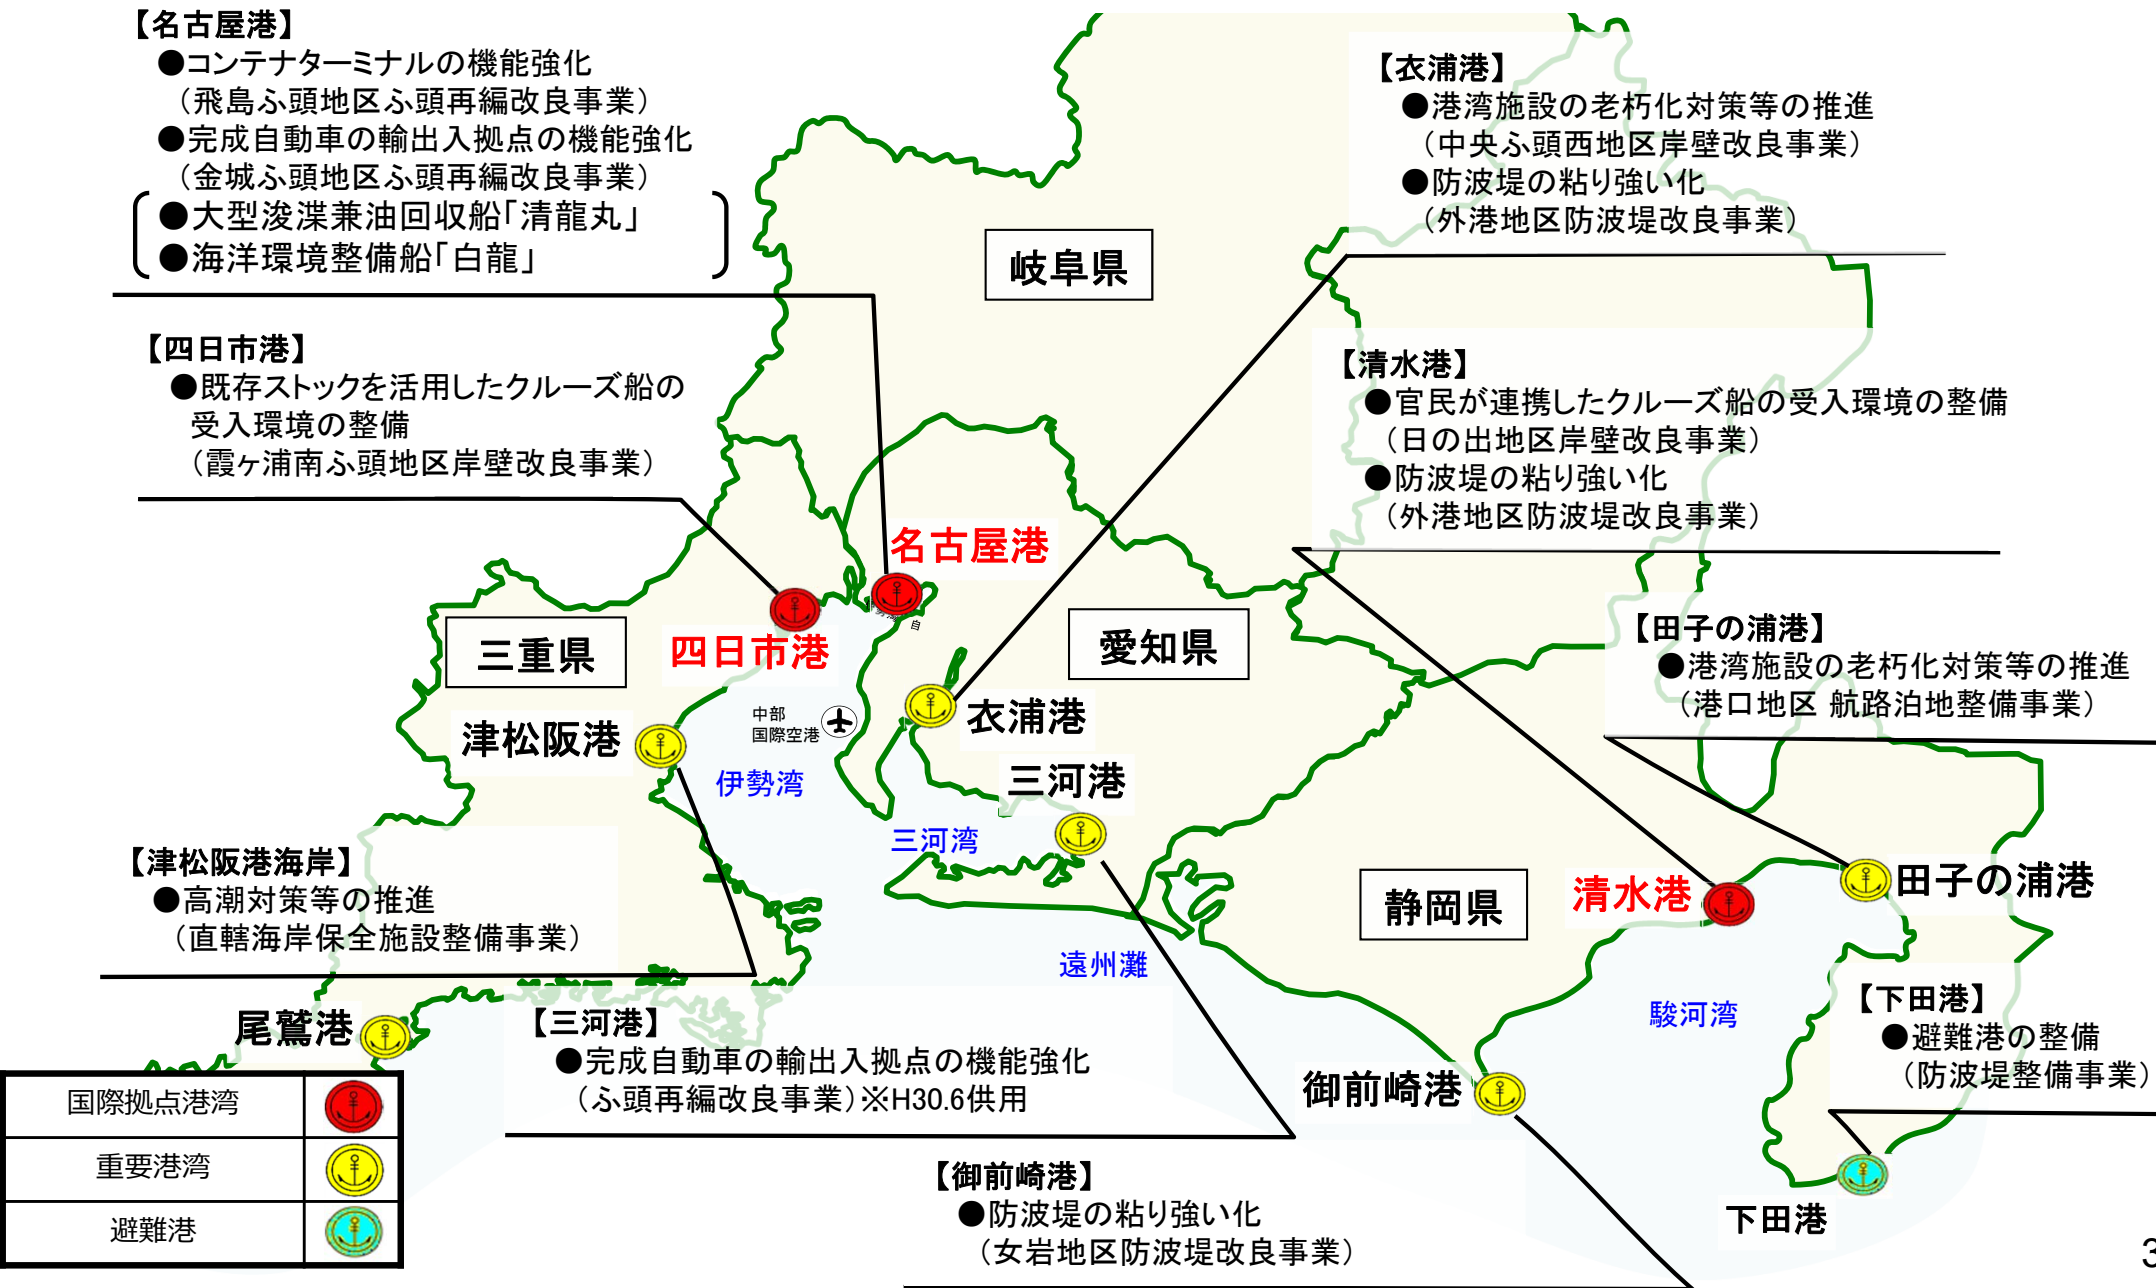 【名古屋港】
●コンテナターミナルの機能強化
（飛島ふ頭地区ふ頭再編改良事業）
●完成自動車の輸出入拠点の機能強化
（金城ふ頭地区ふ頭再編改良事業）
●大型浚渫兼油回収船「清龍丸」
●海洋環境整備船「白龍」
【四日市港】
●既存ストックを活用したクルーズ船の
受入環境の整備
（霞ヶ浦南ふ頭地区岸壁改良事業）
【衣浦港】
●港湾施設の老朽化対策等の推進
（中央ふ頭西地区岸壁改良事業）
●防波堤の粘り強い化
（外港地区防波堤改良事業）
【清水港】
●官民が連携したクルーズ船の受入環境の整備
（日の出地区岸壁改良事業）
●防波堤の粘り強い化
（外港地区防波堤改良事業）
【田子の浦港】
●港湾施設の老朽化対策等の推進
（港口地区 航路泊地整備事業）
岐阜県
名古屋港
四日市港
三重県
愛知県
津松阪港
中部
国際空港
衣浦港
伊勢湾
三河港
三河湾
静岡県
清水港
田子の浦港
遠州灘
駿河湾
【津松阪港海岸】
●高潮対策等の推進
（直轄海岸保全施設整備事業）
尾鷲港
【三河港】
●完成自動車の輸出入拠点の機能強化
（ふ頭再編改良事業）※H30.6供用
御前崎港
【下田港】
●避難港の整備
（防波堤整備事業）
下田港
【御前崎港】
●防波堤の粘り強い化
（女岩地区防波堤改良事業）
国際拠点港湾
重要港湾
避難港
3